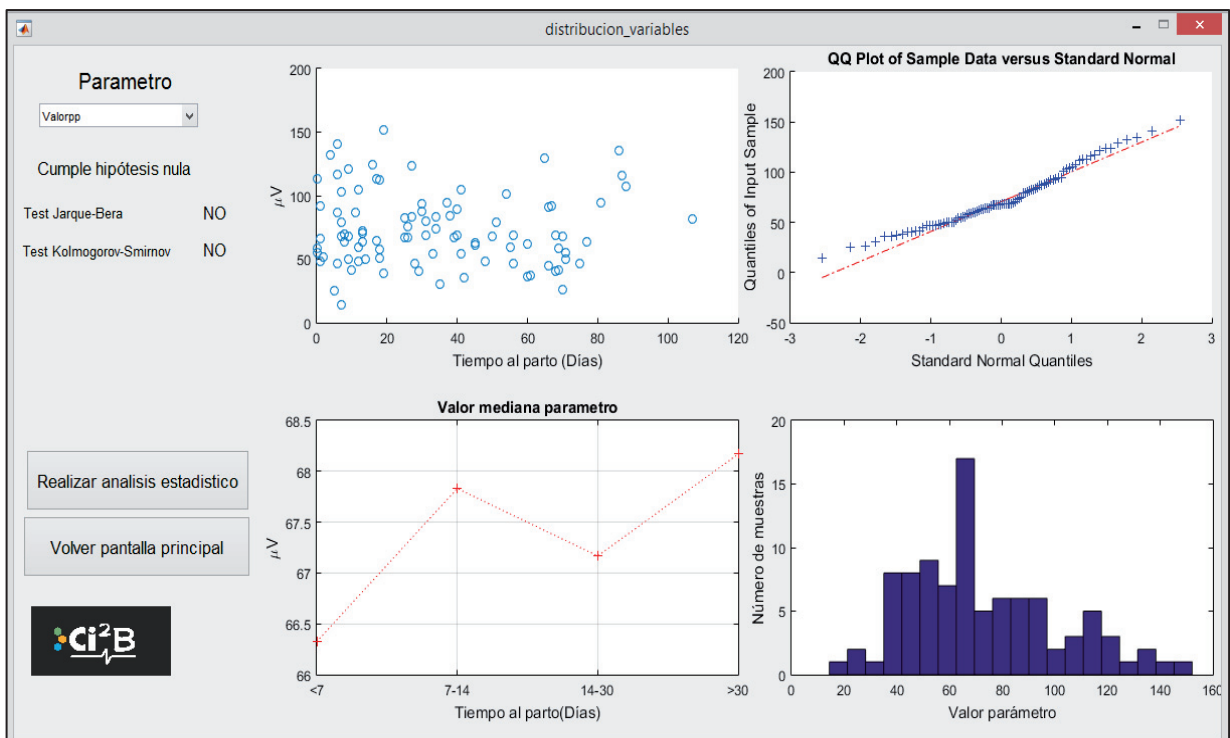 distribucion_variables
Parametro
Valorpp
Cumple hipótesis nula
Test Jarque-Bera NO
Test Kolmogorov-Smirnov NO
Realizar analisis estadistico
Volver pantalla principal
Ci²B
200
150
100
50
0
μV
0 20 40 60 80 100 120
Tiempo al parto (Días)
QQ Plot of Sample Data versus Standard Normal
200
150
100
50
0
-50
Quantiles of Input Sample
-3 -2 -1 0 1 2 3
Standard Normal Quantiles
Valor mediana parametro
68.5
68
67.5
67
66.5
66
μV
<7 7-14 14-30 >30
Tiempo al parto(Días)
20
15
10
5
0
Número de muestras
0 20 40 60 80 100 120 140 160
Valor parámetro